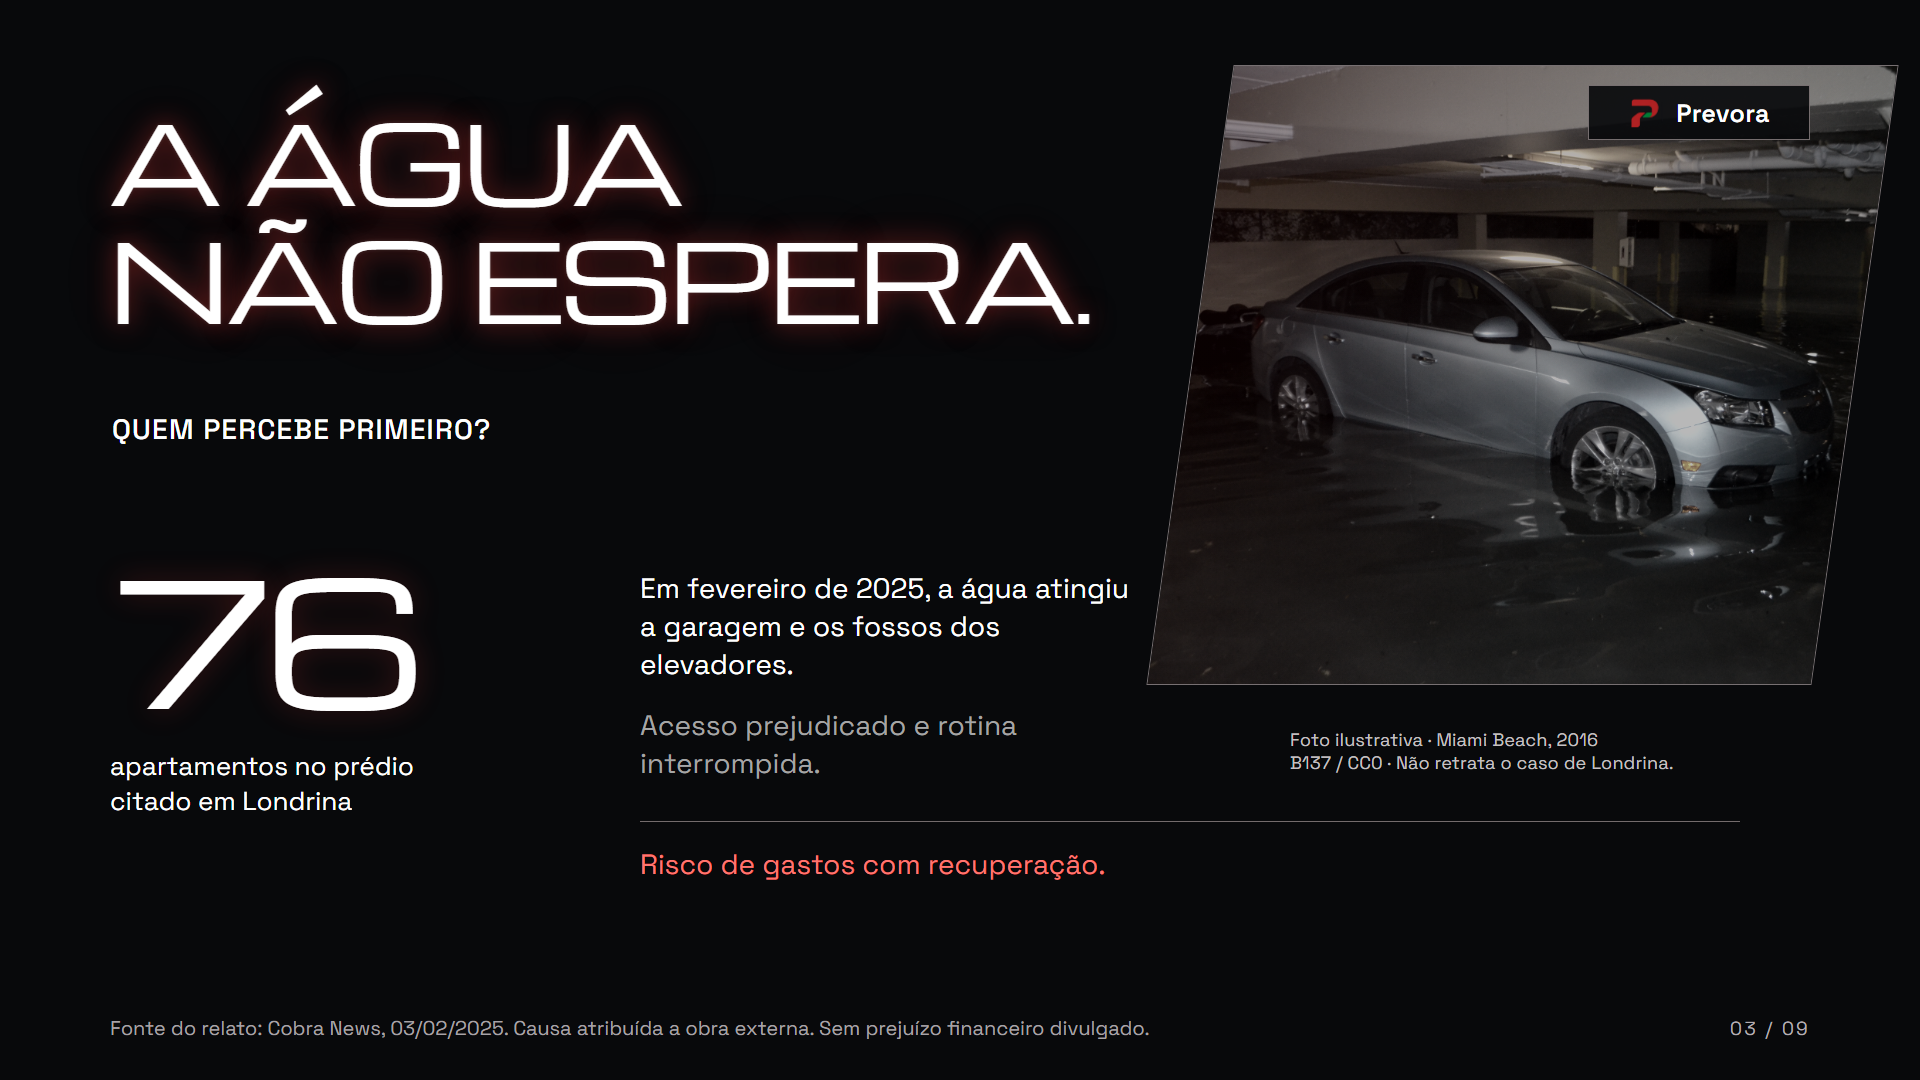 A ÁGUA
NÃO ESPERA.
Prevora
QUEM PERCEBE PRIMEIRO?
76
apartamentos no prédio
citado em Londrina
Em fevereiro de 2025, a água atingiu
a garagem e os fossos dos
elevadores.
Acesso prejudicado e rotina
interrompida.
Foto ilustrativa · Miami Beach, 2016
B137 / CC0 · Não retrata o caso de Londrina.
Risco de gastos com recuperação.
Fonte do relato: Cobra News, 03/02/2025. Causa atribuída a obra externa. Sem prejuízo financeiro divulgado.
03 / 09